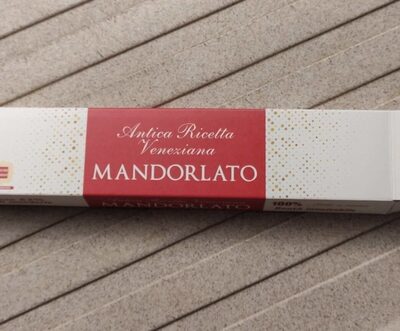 Antica Ricetta
Veneziana
MANDORLATO
MANDORLATO
100%